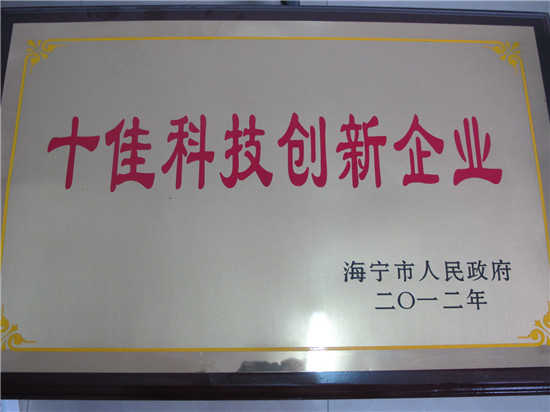 十佳科技创新企业
海宁市人民政府
二〇一二年